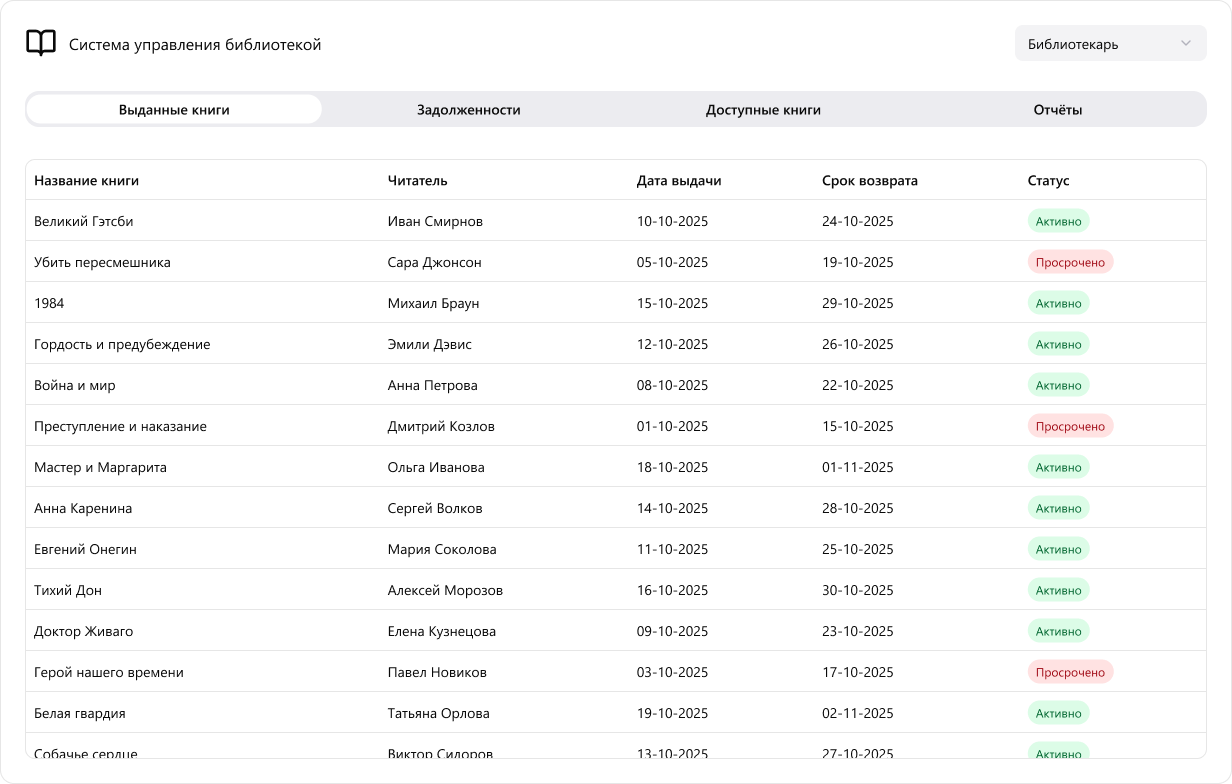 Система управления библиотекой
Библиотекарь
Выданные книги Задолженности Доступные книги Отчёты
Название книги Читатель Дата выдачи Срок возврата Статус
Великий Гэтсби Иван Смирнов 10-10-2025 24-10-2025 Активно
Убить пересмешника Сара Джонсон 05-10-2025 19-10-2025 Просрочено
1984 Михаил Браун 15-10-2025 29-10-2025 Активно
Гордость и предубеждение Эмили Дэвис 12-10-2025 26-10-2025 Активно
Война и мир Анна Петрова 08-10-2025 22-10-2025 Активно
Преступление и наказание Дмитрий Козлов 01-10-2025 15-10-2025 Просрочено
Мастер и Маргарита Ольга Иванова 18-10-2025 01-11-2025 Активно
Анна Каренина Сергей Волков 14-10-2025 28-10-2025 Активно
Евгений Онегин Мария Соколова 11-10-2025 25-10-2025 Активно
Тихий Дон Алексей Морозов 16-10-2025 30-10-2025 Активно
Доктор Живаго Елена Кузнецова 09-10-2025 23-10-2025 Активно
Герой нашего времени Павел Новиков 03-10-2025 17-10-2025 Просрочено
Белая гвардия Татьяна Орлова 19-10-2025 02-11-2025 Активно
Собачье сердце Виктор Сидоров 13-10-2025 27-10-2025 Активно